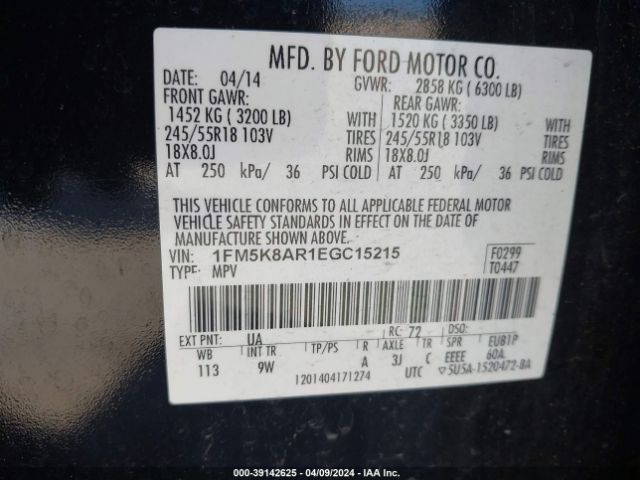 MFD. BY FORD MOTOR CO.
DATE: 04/14 GVWR: 2858 KG ( 6300 LB)
FRONT GAWR: REAR GAWR:
1452 KG ( 3200 LB) WITH 1520 KG ( 3350 LB) WITH
245/55R18 103V TIRES 245/55R18 103V TIRES
18X8.0J RIMS 18X8.0J RIMS
AT 250 kPa/ 36 PSI COLD AT 250 kPa/ 36 PSI COLD
THIS VEHICLE CONFORMS TO ALL APPLICABLE FEDERAL MOTOR
VEHICLE SAFETY STANDARDS IN EFFECT ON THE DATE OF
MANUFACTURE SHOWN ABOVE.
VIN: 1FM5K8AR1EGC15215 F0299
TYPE: MPV T0447
EXT PNT: UA RC: 72 DSO:
WB INT TR TP/PS R AXLE TR SPR EUB1P
113 9W A 3J C EEEE 60A
1201404171274 UTC ▽5U5A-1520472-BA
000-39142625 - 04/09/2024 - IAA Inc.